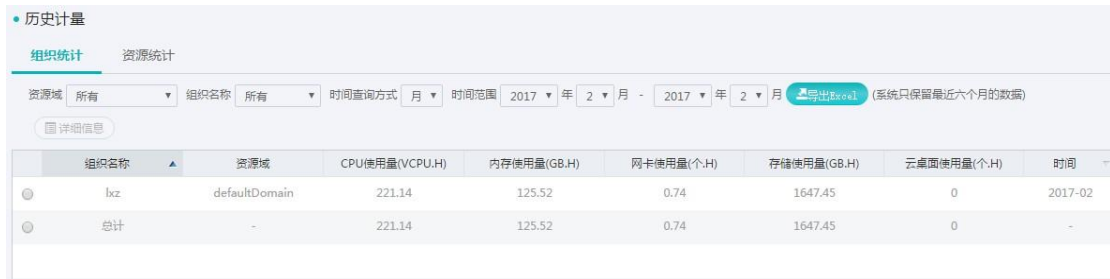 历史计量
组织统计 资源统计
资源域 所有 组织名称 所有 时间查询方式 月 时间范围 2017 年 2 月 - 2017 年 2 月 导出Excel (系统只保留最近六个月的数据)
详细信息
组织名称 资源域 CPU使用量(VCPU.H) 内存使用量(GB.H) 网卡使用量(个.H) 存储使用量(GB.H) 云桌面使用量(个.H) 时间
lxz defaultDomain 221.14 125.52 0.74 1647.45 0 2017-02
总计 - 221.14 125.52 0.74 1647.45 0 -